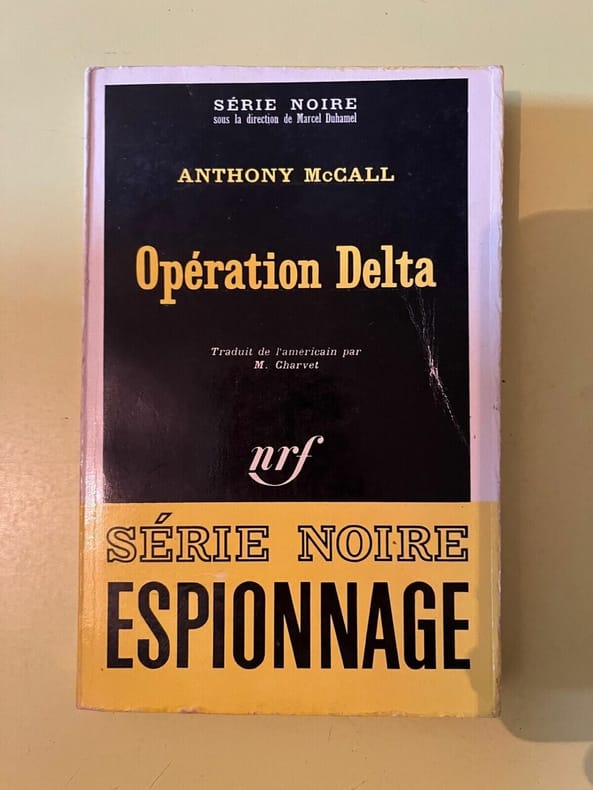 SÉRIE NOIRE
sous la direction de Marcel Duhamel
ANTHONY McCALL
Opération Delta
Traduit de l'américain par
M. Charvet
nrf
SÉRIE NOIRE
ESPIONNAGE